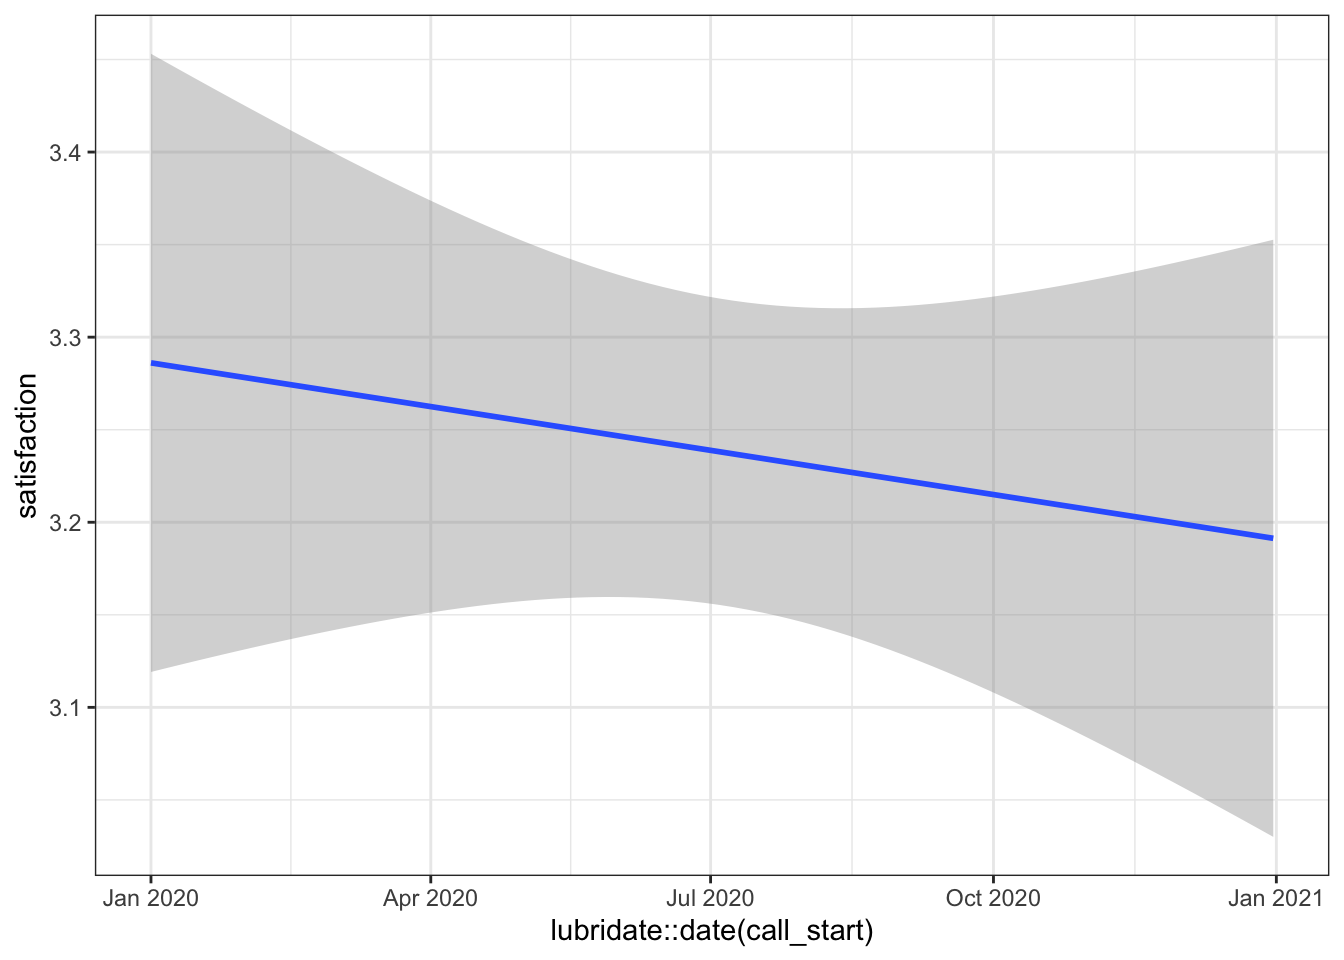 3.4
3.3
3.2
3.1
satisfaction
Jan 2020 Apr 2020 Jul 2020 Oct 2020 Jan 2021
lubridate::date(call_start)